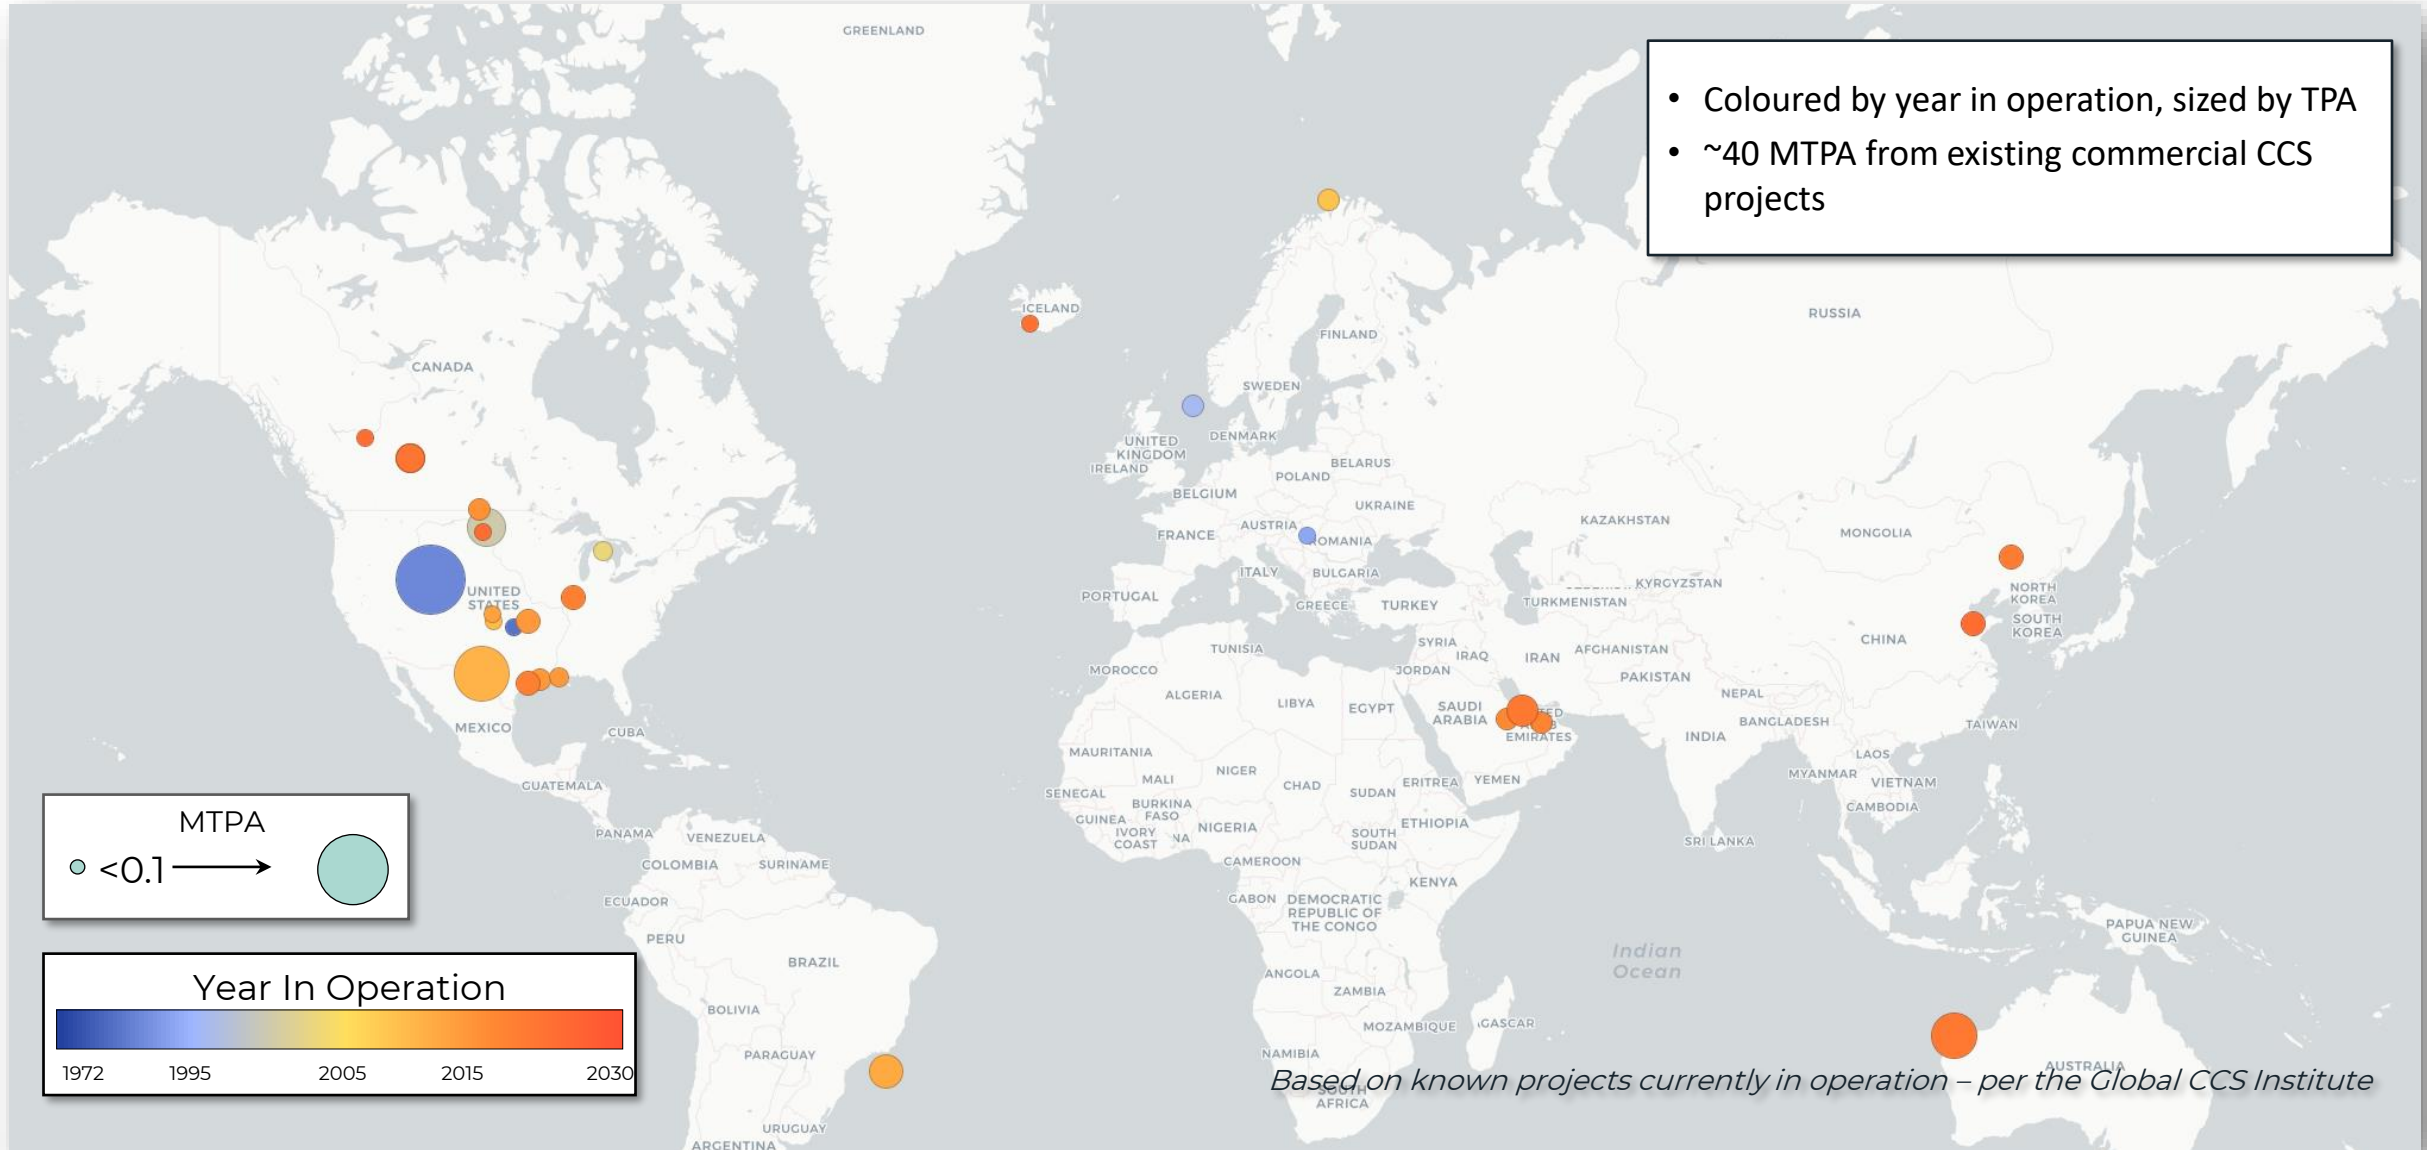 GREENLAND
• Coloured by year in operation, sized by TPA
• ~40 MTPA from existing commercial CCS
projects
ICELAND
RUSSIA
FINLAND
CANADA
SWEDEN
DENMARK
UNITED
KINGDOM
IRELAND
BELARUS
POLAND
BELGIUM
UKRAINE
AUSTRIA
FRANCE
OMANIA
KAZAKHSTAN
MONGOLIA
ITALY
BULGARIA
KYRGYZSTAN
UNITED
STATES
PORTUGAL
GREECE
TURKEY
TURKMENISTAN
NORTH
KOREA
SOUTH
KOREA
CHINA
TUNISIA
SYRIA
IRAQ
IRAN
AFGHANISTAN
MOROCCO
JORDAN
PAKISTAN
ALGERIA
LIBYA
EGYPT
SAUDI
ARABIA
NEPAL
BANGLADESH
TAIWAN
EMIRATES
INDIA
MEXICO
CUBA
MAURITANIA
LAOS
MALI
NIGER
CHAD
ERITREA
YEMEN
MYANMAR
VIETNAM
GUATEMALA
SENEGAL
SUDAN
BURKINA
FASO
CAMBODIA
GUINEA
IVORY
COAST
NA
NIGERIA
SOUTH
SUDAN
ETHIOPIA
SRI LANKA
PANAMA
VENEZUELA
COLOMBIA
SURINAME
CAMEROON
KENYA
ECUADOR
GABON
DEMOCRATIC
REPUBLIC OF
THE CONGO
PERU
BRAZIL
PAPUA NEW
GUINEA
Indian
Ocean
ANGOLA
ZAMBIA
BOLIVIA
MOZAMBIQUE
GASCAR
PARAGUAY
NAMIBIA
AUSTRALIA
SOUTH
AFRICA
URUGUAY
ARGENTINA
MTPA
<0.1
Year In Operation
1972 1995 2005 2015 2030
Based on known projects currently in operation – per the Global CCS Institute